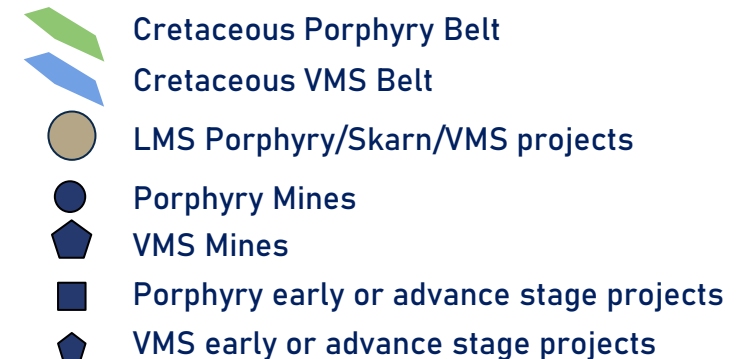 Cretaceous Porphyry Belt
Cretaceous VMS Belt
LMS Porphyry/Skarn/VMS projects
Porphyry Mines
VMS Mines
Porphyry early or advance stage projects
VMS early or advance stage projects